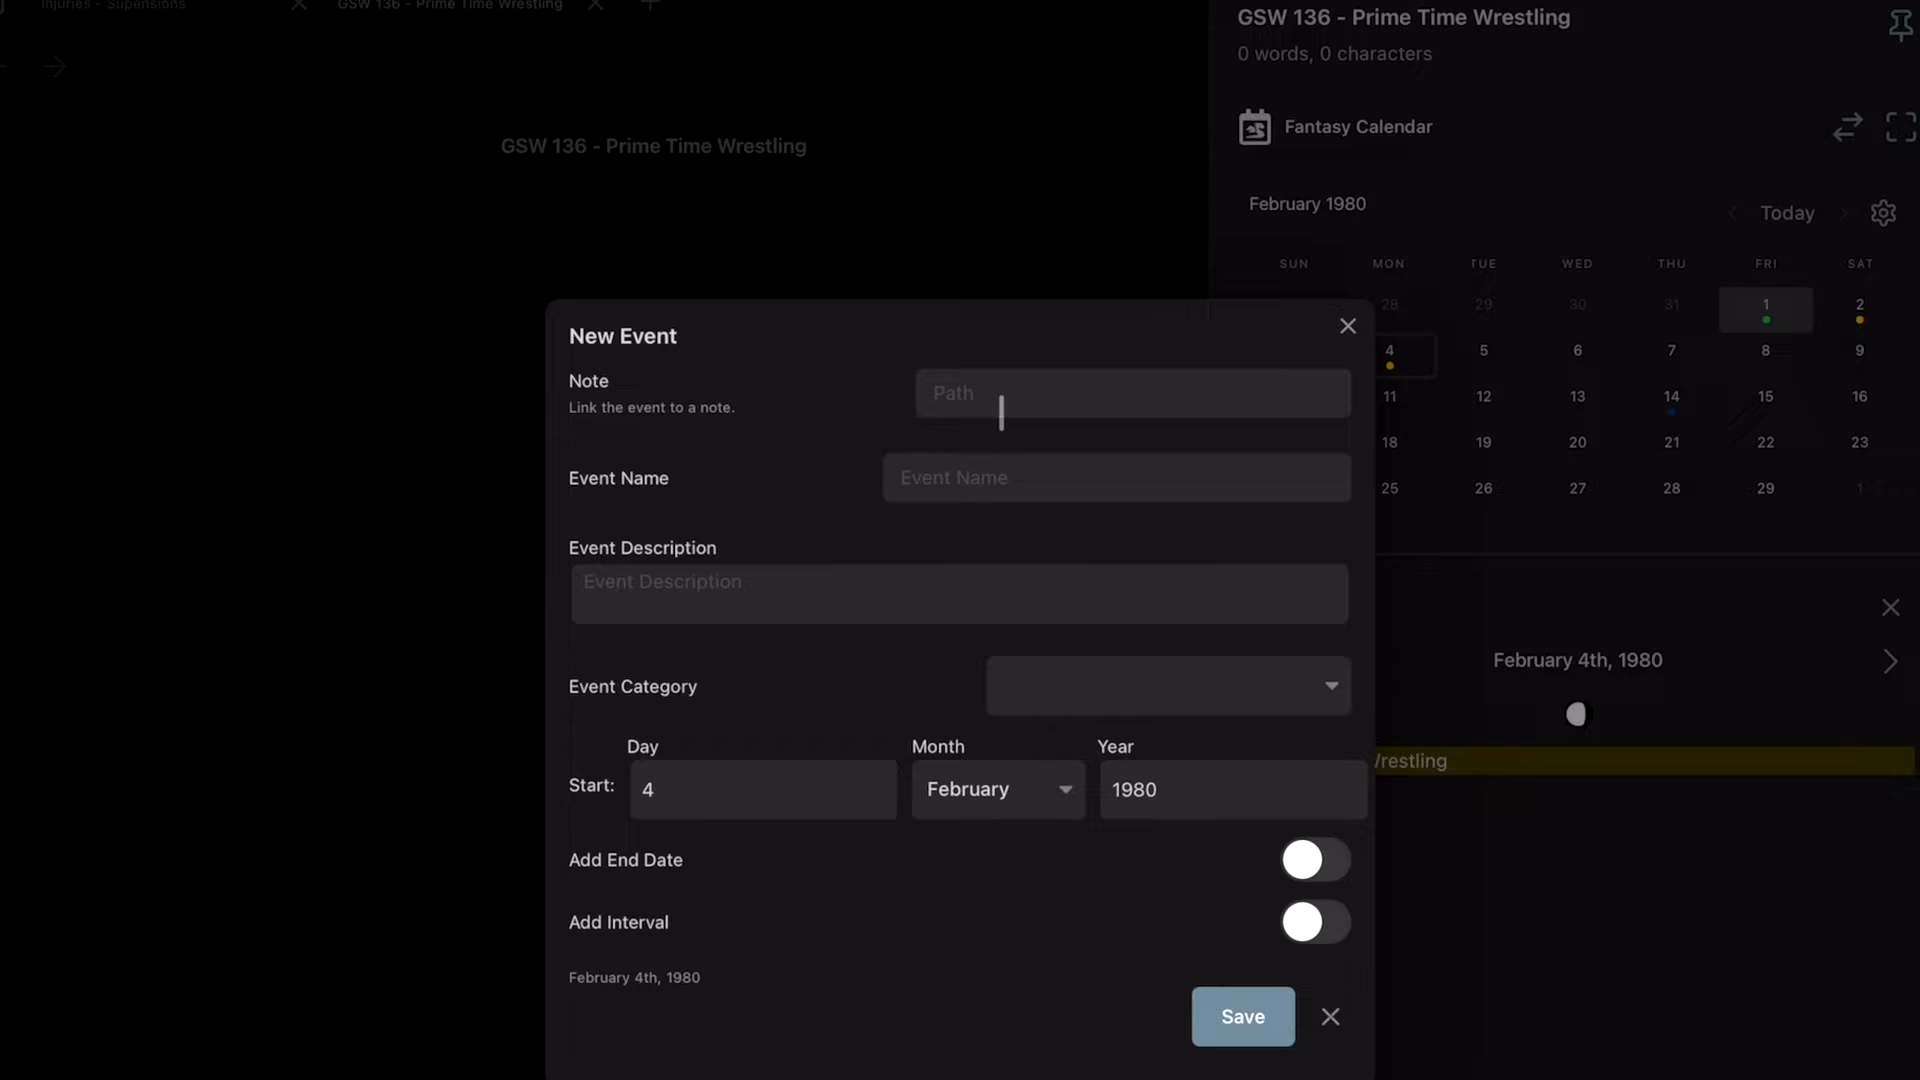 Injuries - Supensions
GSW 136 - Prime Time Wrestling
GSW 136 - Prime Time Wrestling
GSW 136 - Prime Time Wrestling
0 words, 0 characters
Fantasy Calendar
February 1980
Today
SUN MON TUE WED THU FRI SAT
28 29 30 31 1 2
4 5 6 7 8 9
11 12 13 14 15 16
18 19 20 21 22 23
25 26 27 28 29 1
February 4th, 1980
Wrestling
New Event
Note
Link the event to a note.
Path
Event Name
Event Name
Event Description
Event Description
Event Category
Day Month Year
Start: 4 February 1980
Add End Date
Add Interval
February 4th, 1980
Save